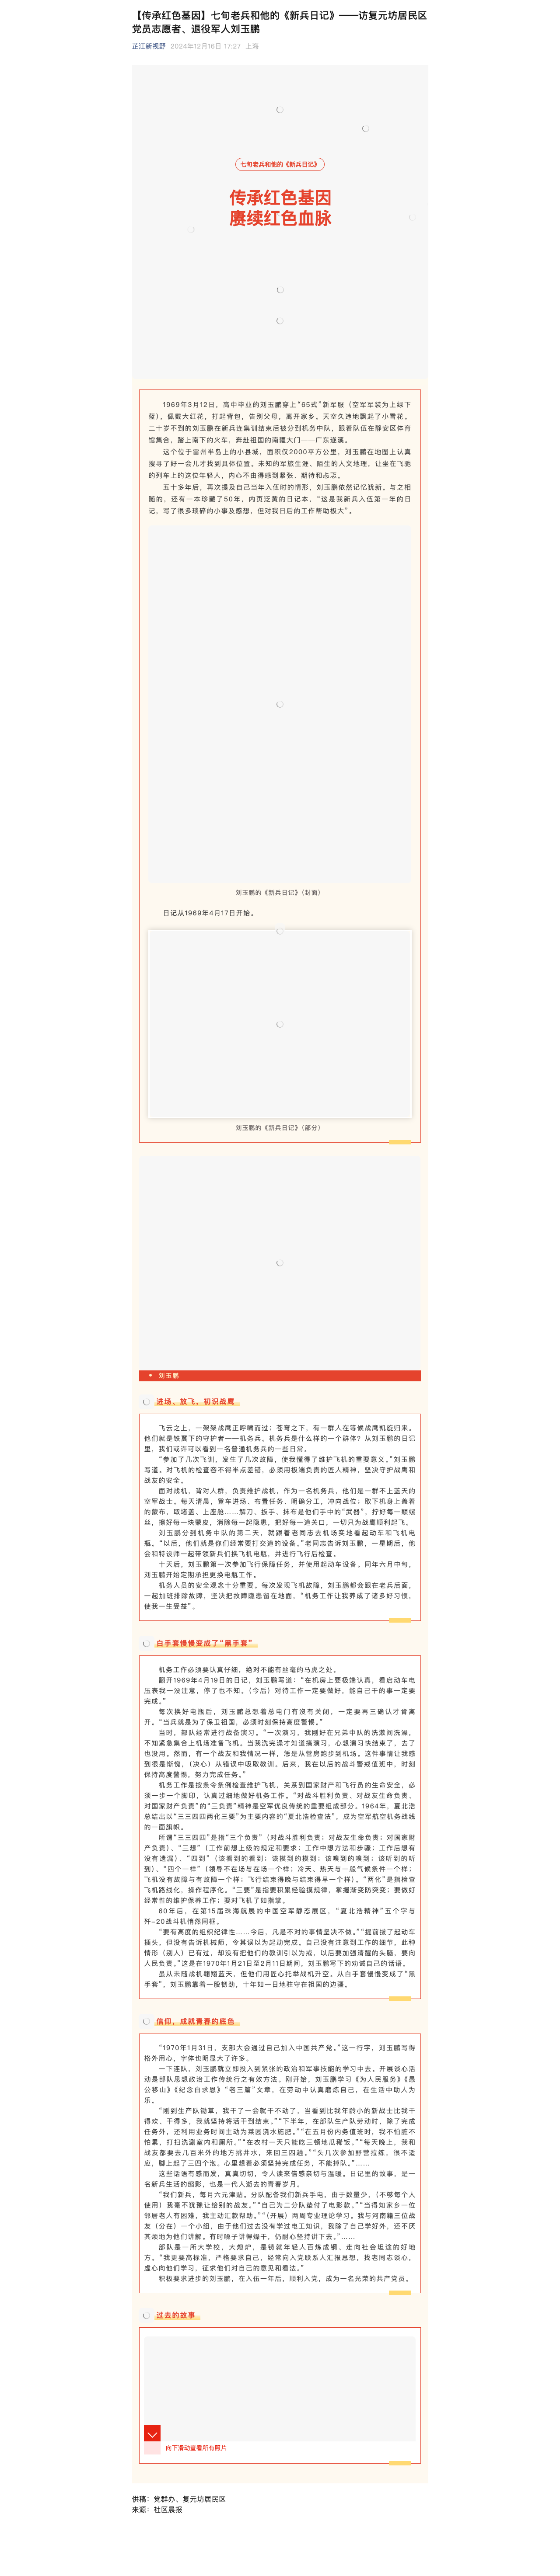 【传承红色基因】七旬老兵和他的《新兵日记》——访复元坊居民区
党员志愿者、退役军人刘玉鹏
芷江新视野 2024年12月16日 17:27 上海
七旬老兵和他的《新兵日记》
传承红色基因
赓续红色血脉
1969年3月12日，高中毕业的刘玉鹏穿上“65式”新军服（空军军装为上绿下
蓝），佩戴大红花，打起背包，告别父母，离开家乡。天空久违地飘起了小雪花。
二十岁不到的刘玉鹏在新兵连集训结束后被分到机务中队，跟着队伍在静安区体育
馆集合，踏上南下的火车，奔赴祖国的南疆大门——广东遂溪。
这个位于雷州半岛上的小县城，面积仅2000平方公里，刘玉鹏在地图上认真
搜寻了好一会儿才找到具体位置。未知的军旅生涯、陌生的人文地理，让坐在飞驰
的列车上的这位年轻人，内心不由得感到紧张、期待和忐忑。
五十多年后，再次提及自己当年入伍时的情形，刘玉鹏依然记忆犹新。与之相
随的，还有一本珍藏了50年，内页泛黄的日记本，“这是我新兵入伍第一年的日
记，写了很多琐碎的小事及感想，但对我日后的工作帮助极大”。
刘玉鹏的《新兵日记》（封面）
日记从1969年4月17日开始。
刘玉鹏的《新兵日记》（部分）
刘玉鹏
进场、放飞，初识战鹰
飞云之上，一架架战鹰正呼啸而过；苍穹之下，有一群人在等候战鹰凯旋归来。
他们就是铁翼下的守护者——机务兵。机务兵是什么样的一个群体？从刘玉鹏的日记
里，我们或许可以看到一名普通机务兵的一些日常。
“参加了几次飞训，发生了几次故障，使我懂得了维护飞机的重要意义。”刘玉鹏
写道。对飞机的检查容不得半点差错，必须用极端负责的匠人精神，坚决守护战鹰和
战友的安全。
面对战机，背对人群，负责维护战机，作为一名机务兵，他们是一群不上蓝天的
空军战士。每天清晨，登车进场、布置任务、明确分工，冲向战位；取下机身上盖着
的蒙布，取堵盖，上座舱……解刀、扳手、抹布是他们手中的“武器”，拧好每一颗螺
丝，擦好每一块蒙皮，消除每一起隐患，把好每一道关口，一切只为战鹰顺利起飞。
刘玉鹏分到机务中队的第二天，就跟着老同志去机场实地看起动车和飞机电
瓶。“以后，他们就是你们经常要打交道的设备。”老同志告诉刘玉鹏，一星期后，他
会和特设师一起带领新兵们换飞机电瓶，并进行飞行后检查。
十天后，刘玉鹏第一次参加飞行保障任务，并使用起动车设备。同年六月中旬，
刘玉鹏开始定期承担更换电瓶工作。
机务人员的安全观念十分重要。每次发现飞机故障，刘玉鹏都会跟在老兵后面，
一起加班排除故障，坚决把故障隐患留在地面，“机务工作让我养成了诸多好习惯，
使我一生受益”。
白手套慢慢变成了“黑手套”
机务工作必须要认真仔细，绝对不能有丝毫的马虎之处。
翻开1969年4月19日的日记，刘玉鹏写道：“在机房上要极端认真，看启动车电
压表我一没注意，停了也不知。（今后）对待工作一定要做好，能自己干的事一定要
完成。”
每次换好电瓶后，刘玉鹏总想着总电门有没有关闭，一定要再三确认才肯离
开。“当兵就是为了保卫祖国，必须时刻保持高度警惕。”
当时，部队经常进行战备演习。“一次演习，我刚好在兄弟中队的洗漱间洗澡，
不知紧急集合上机场准备飞机。当我洗完澡才知道搞演习，心想演习快结束了，去了
也没用。然而，有一个战友和我情况一样，恁是从营房跑步到机场。这件事情让我感
到很是惭愧，（决心）从错误中吸取教训。后来，我在以后的战斗警戒值班中，时刻
保持高度警惕，努力完成任务。”
机务工作是按条令条例检查维护飞机，关系到国家财产和飞行员的生命安全，必
须一步一个脚印，认真过细地做好机务工作。“对战斗胜利负责、对战友生命负责、
对国家财产负责”的“三负责”精神是空军优良传统的重要组成部分。1964年，夏北浩
总结出以“三三四四两化三要”为主要内容的“夏北浩检查法”，成为空军航空机务战线
的一面旗帜。
所谓“三三四四”是指“三个负责”（对战斗胜利负责；对战友生命负责；对国家财
产负责）、“三想”（工作前想上级的规定和要求；工作中想方法和步骤；工作后想有
没有遗漏）、“四到”（该看到的看到；该摸到的摸到；该嗅到的嗅到；该听到的听
到）、“四个一样”（领导不在场与在场一个样；冷天、热天与一般气候条件一个样；
飞机没有故障与有故障一个样；飞行结束得晚与结束得早一个样）。“两化”是指检查
飞机路线化，操作程序化。“三要”是指要积累经验摸规律，掌握渐变防突变；要做好
经常性的维护保养工作；要对飞机了如指掌。
60年后，在第15届珠海航展的中国空军静态展区，“夏北浩精神”五个字与
歼-20战斗机悄然同框。
“要有高度的组织纪律性……今后，凡是不对的事情坚决不做。”“提前拔了起动车
插头，但没有告诉机械师，令其误以为起动完成。自己没有注意到工作的细节，此种
情形（别人）已有过，却没有把他们的教训引以为戒，以后要加强清醒的头脑，要向
人民负责。”这是在1970年1月21日至2月11日期间，刘玉鹏写下的劝诫自己的话语。
虽从未随战机翱翔蓝天，但他们用匠心托举战机升空。从白手套慢慢变成了“黑
手套”，刘玉鹏靠着一股韧劲，十年如一日地驻守在祖国的边疆。
信仰，成就青春的底色
“1970年1月31日，支部大会通过自己加入中国共产党。”这一行字，刘玉鹏写得
格外用心，字体也明显大了许多。
一下连队，刘玉鹏就立即投入到紧张的政治和军事技能的学习中去。开展谈心活
动是部队思想政治工作传统行之有效方法。刚开始，刘玉鹏学习《为人民服务》《愚
公移山》《纪念白求恩》“老三篇”文章，在劳动中认真磨炼自己，在生活中助人为
乐。
“刚到生产队锄草，我干了一会就干不动了，当看到比我年龄小的新战士比我干
得欢、干得多，我就坚持将活干到结束。”“下半年，在部队生产队劳动时，除了完成
任务外，还利用业务时间主动为菜园浇水施肥。”“在五月份内务值班时，我不怕脏不
怕累，打扫洗漱室内和厕所。”“在农村一天只能吃三顿地瓜稀饭。”“每天晚上，我和
战友都要去几百米外的地方挑井水，来回三四趟。”“头几次参加野营拉练，很不适
应，脚上起了三四个泡。心里想着必须坚持完成任务，不能掉队。”……
这些话语有感而发，真真切切，令人读来倍感亲切与温暖。日记里的故事，是一
名新兵生活的缩影，也是一代人逝去的青春岁月。
“我们新兵，每月六元津贴。分队配备我们新兵手电，由于数量少，（不够每个人
使用）我毫不犹豫让给别的战友。”“自己为二分队垫付了电影款。”“当得知家乡一位
邻居老人有困难，我主动汇款帮助。”“（开展）两周专业理论学习。我与河南籍三位战
友（分在）一个小组，由于他们过去没有学过电工知识，我除了自己学好外，还不厌
其烦地为他们讲解。有时嗓子讲得燥干，仍耐心坚持讲下去。”……
部队是一所大学校，大熔炉，是铸就年轻人百炼成钢、走向社会坦途的好地
方。“我更要高标准，严格要求自己，经常向入党联系人汇报思想，找老同志谈心，
虚心向他们学习，征求他们对自己的意见和看法。”
积极要求进步的刘玉鹏，在入伍一年后，顺利入党，成为一名光荣的共产党员。
过去的故事
向下滑动查看所有照片
供稿：党群办、复元坊居民区
来源：社区晨报